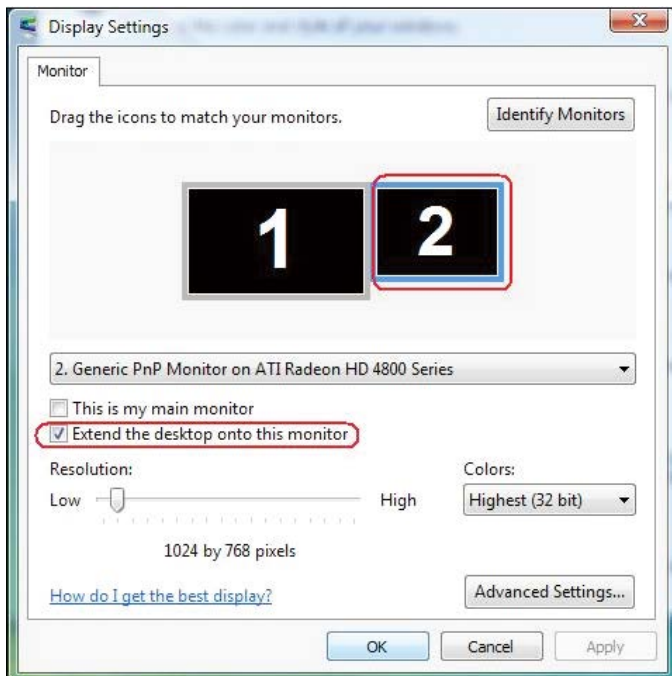 Display Settings
Monitor
Drag the icons to match your monitors.
Identify Monitors
1
2
2. Generic PnP Monitor on ATI Radeon HD 4800 Series
This is my main monitor
Extend the desktop onto this monitor
Resolution:
Colors:
Low
High
Highest (32 bit)
1024 by 768 pixels
How do I get the best display?
Advanced Settings...
OK
Cancel
Apply